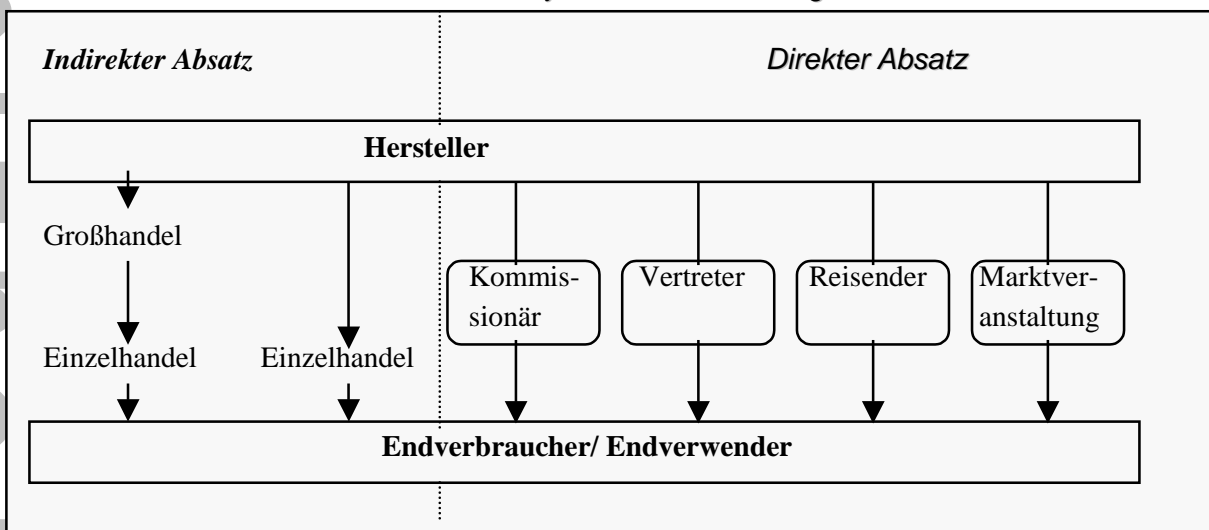 Indirekter Absatz
Direkter Absatz
Hersteller
Großhandel
Kommis-
sionär
Vertreter
Reisender
Marktver-
anstaltung
Einzelhandel
Einzelhandel
Endverbraucher/ Endverwender